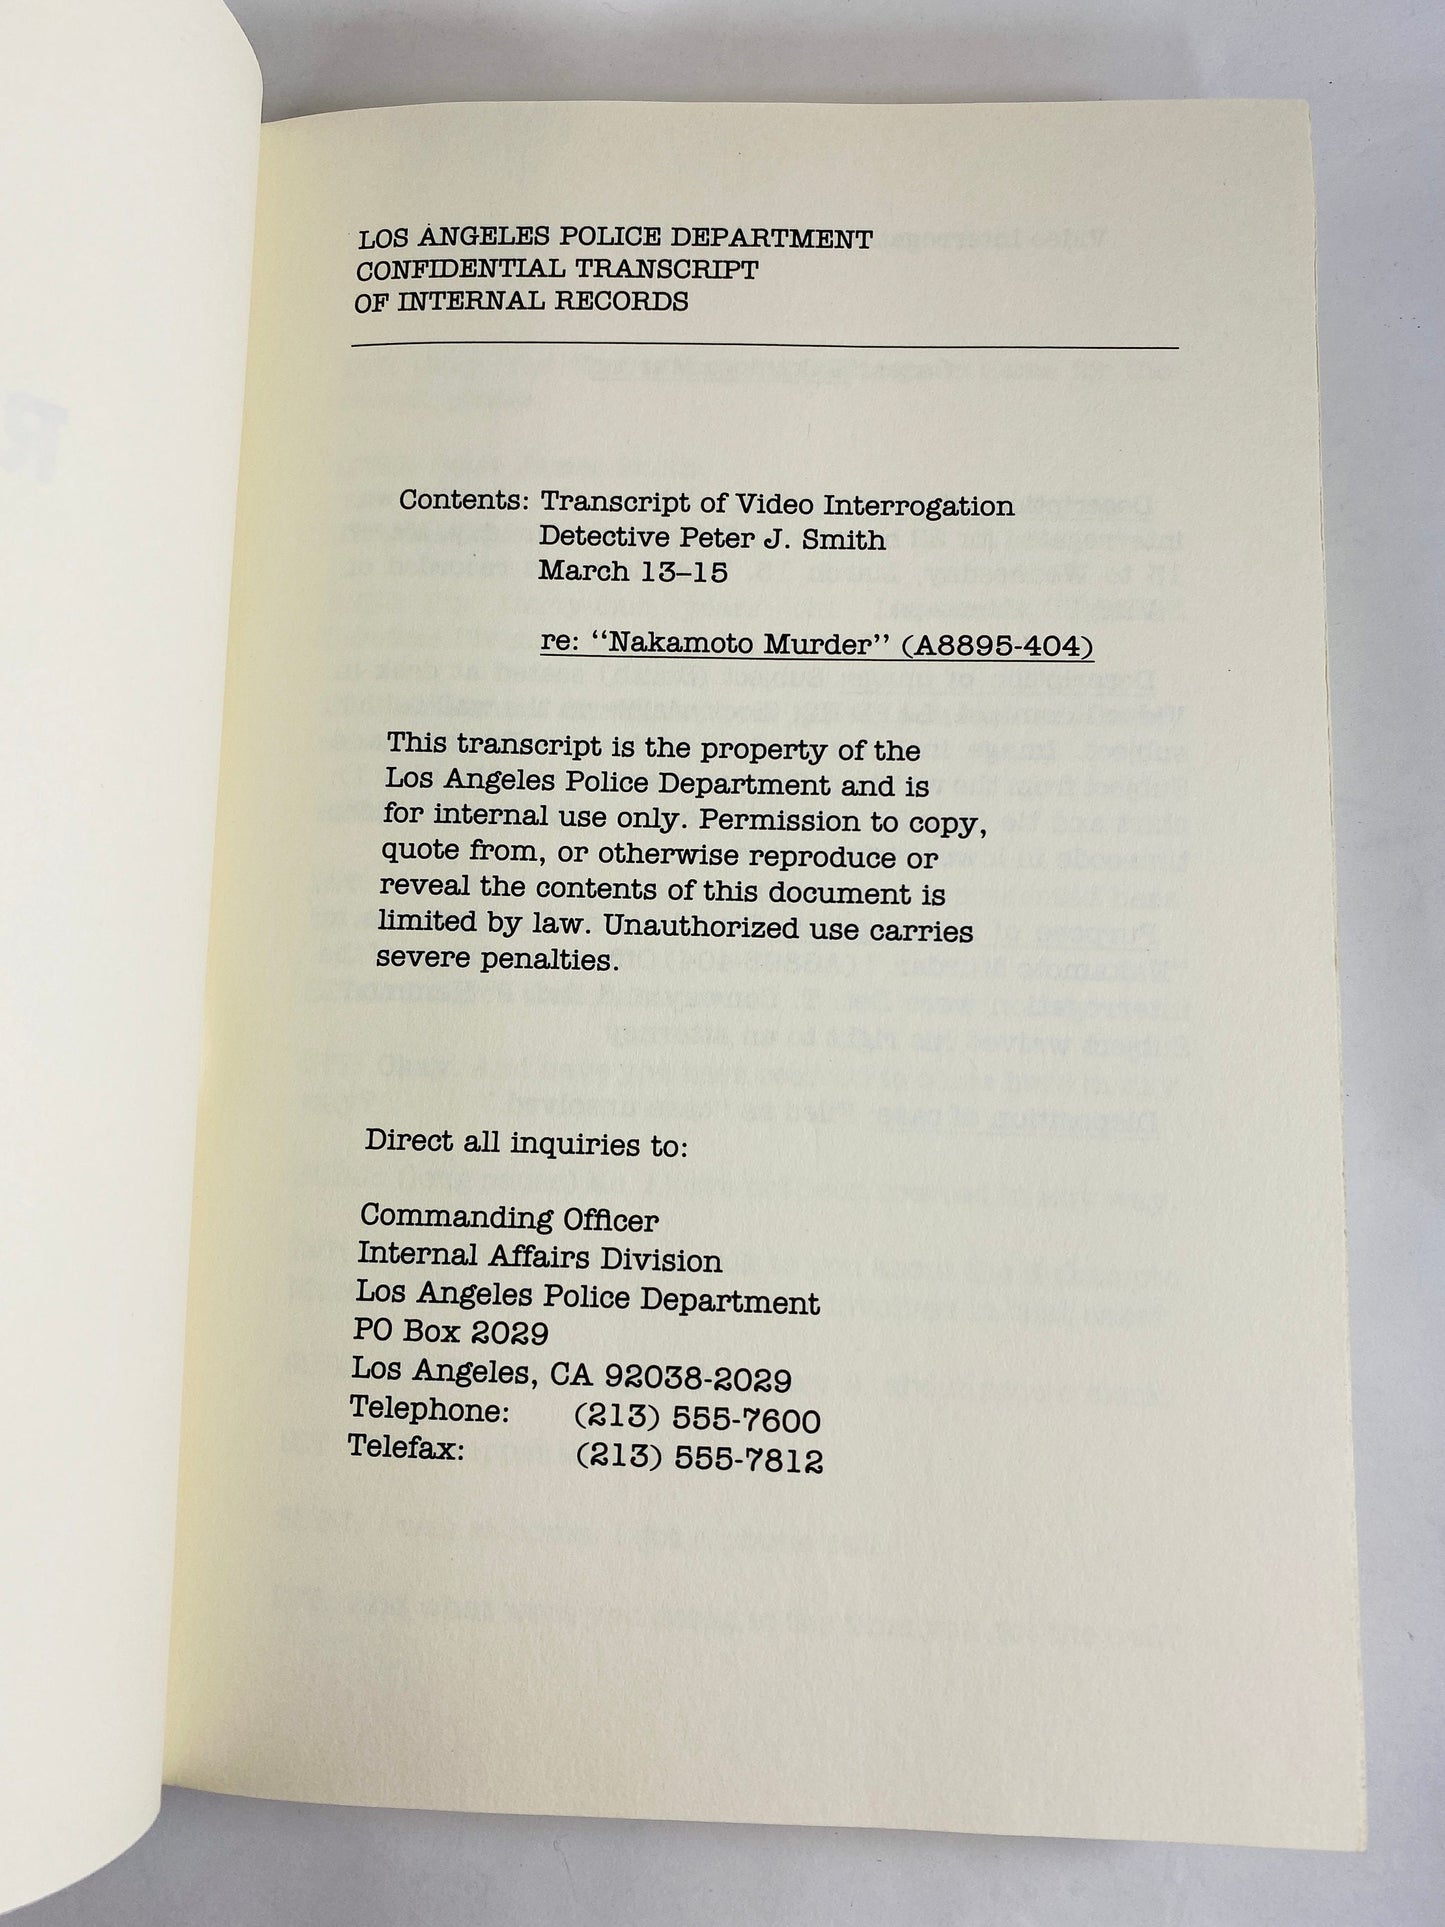 LOS ANGELES POLICE DEPARTMENT
CONFIDENTIAL TRANSCRIPT
OF INTERNAL RECORDS
Contents: Transcript of Video Interrogation
Detective Peter J. Smith
March 13–15
re: “Nakamoto Murder” (A8895-404)
This transcript is the property of the
Los Angeles Police Department and is
for internal use only. Permission to copy,
quote from, or otherwise reproduce or
reveal the contents of this document is
limited by law. Unauthorized use carries
severe penalties.
Direct all inquiries to:
Commanding Officer
Internal Affairs Division
Los Angeles Police Department
PO Box 2029
Los Angeles, CA 92038-2029
Telephone: (213) 555-7600
Telefax: (213) 555-7812